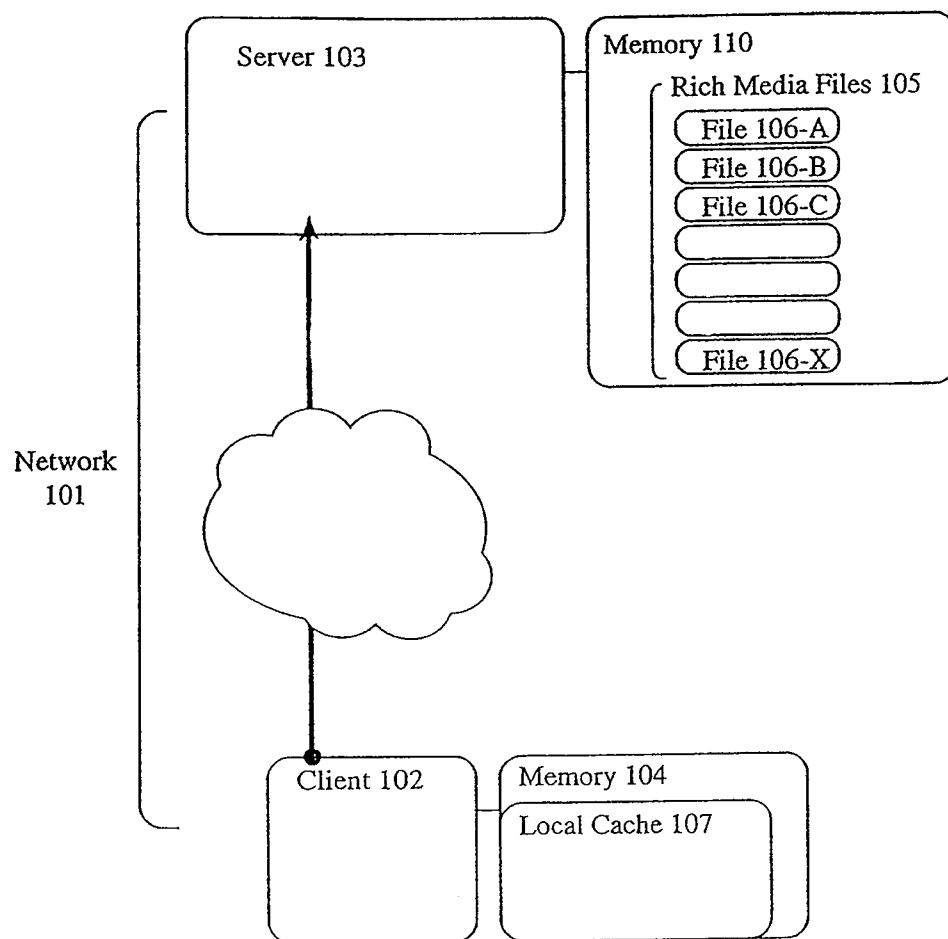 Server 103
Memory 110
Rich Media Files 105
File 106-A
File 106-B
File 106-C
File 106-X
Network
101
Client 102
Memory 104
Local Cache 107